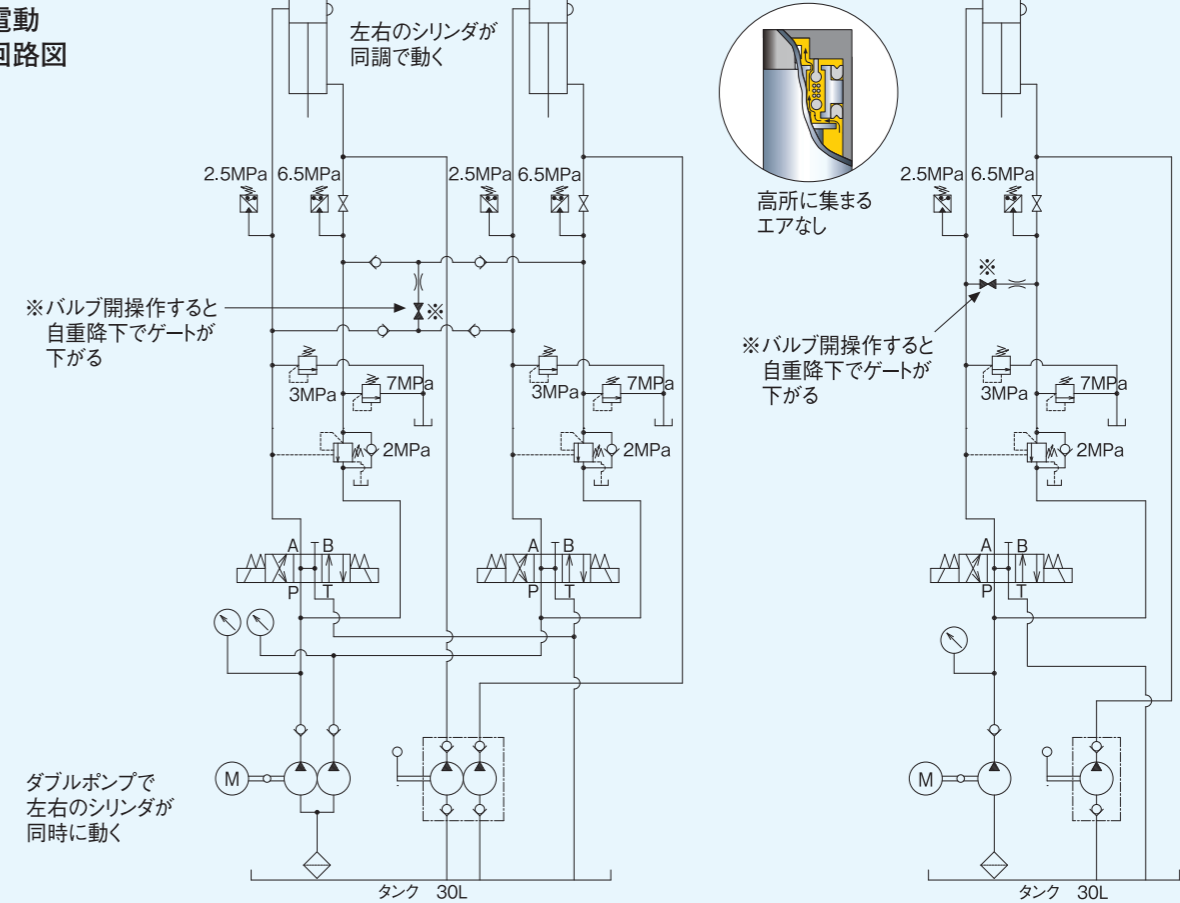 電動
回路図
左右のシリンダが
同調で動く
高所に集まる
エアなし
2.5MPa
6.5MPa
2.5MPa
6.5MPa
2.5MPa
6.5MPa
※バルブ開操作すると
自重降下でゲートが
下がる
※
※
※バルブ開操作すると
自重降下でゲートが
下がる
3MPa
7MPa
3MPa
7MPa
3MPa
7MPa
2MPa
2MPa
2MPa
A B
P T
A B
P T
A B
P T
M
M
ダブルポンプで
左右のシリンダが
同時に動く
タンク 30L
タンク 30L